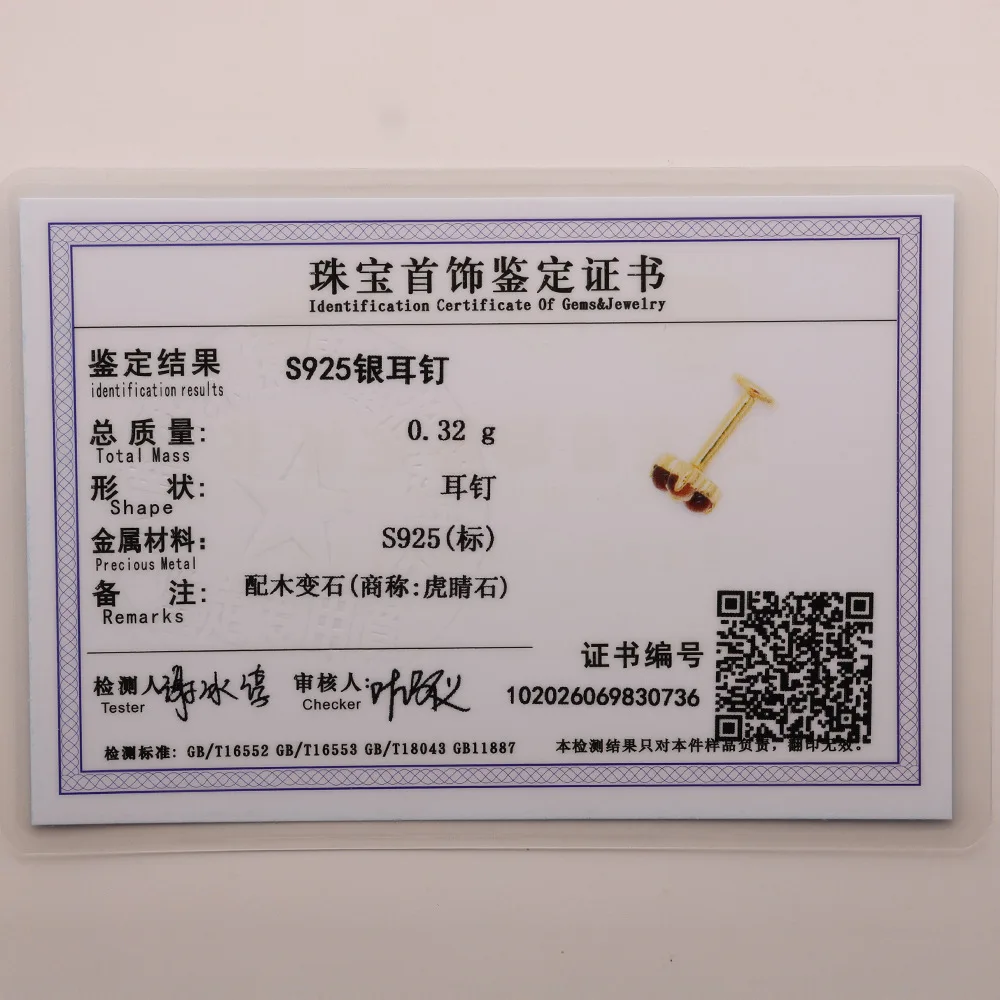 珠宝首饰鉴定证书
Identification Certificate Of Gems&Jewelry
鉴定结果 S925银耳钉
identification results
总质量: 0.32 g
Total Mass
形状: 耳钉
Shape
金属材料: S925(标)
Precious Metal
备注: 配木变石(商称:虎睛石)
Remarks
证书编号
检测人 审核人:
Tester Checker
102026069830736
检测标准: GB/T16552 GB/T16553 GB/T18043 GB11887 本检测结果只对本件样品负责, 翻印无效。